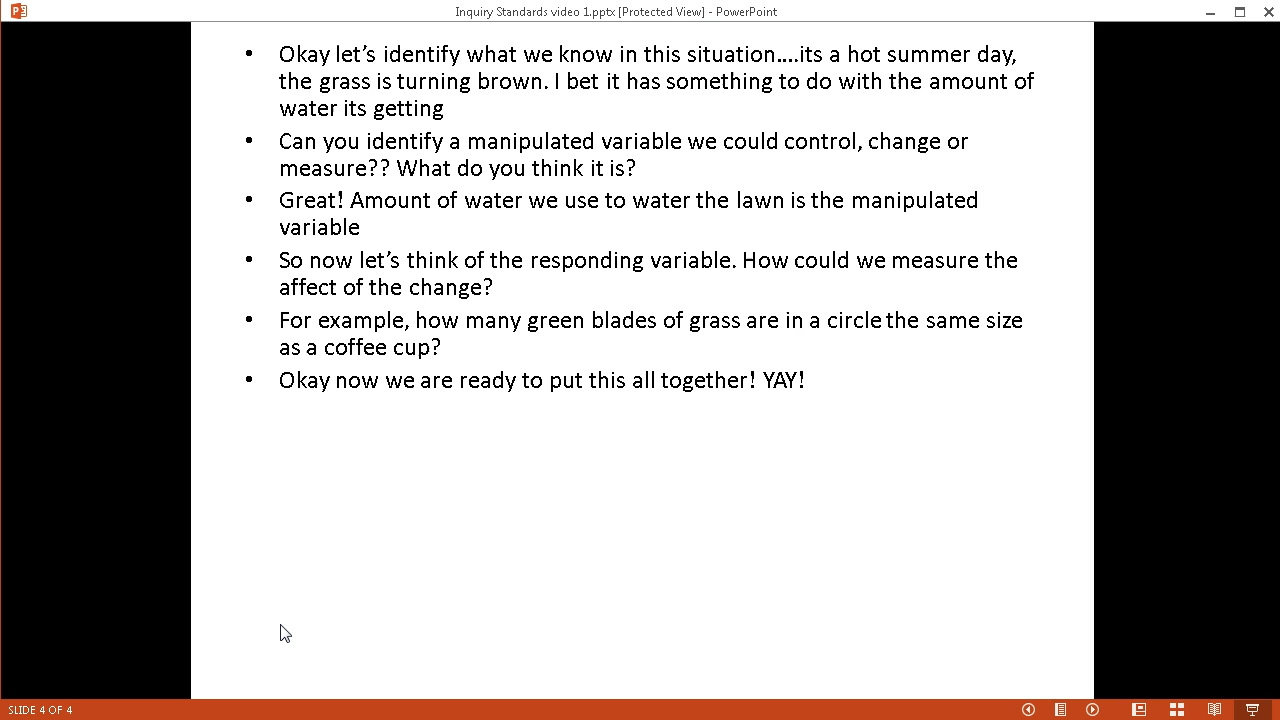 Inquiry Standards video 1.pptx [Protected View] - PowerPoint
• Okay let’s identify what we know in this situation....its a hot summer day,
the grass is turning brown. I bet it has something to do with the amount of
water its getting
• Can you identify a manipulated variable we could control, change or
measure?? What do you think it is?
• Great! Amount of water we use to water the lawn is the manipulated
variable
• So now let’s think of the responding variable. How could we measure the
affect of the change?
• For example, how many green blades of grass are in a circle the same size
as a coffee cup?
• Okay now we are ready to put this all together! YAY!
SLIDE 4 OF 4